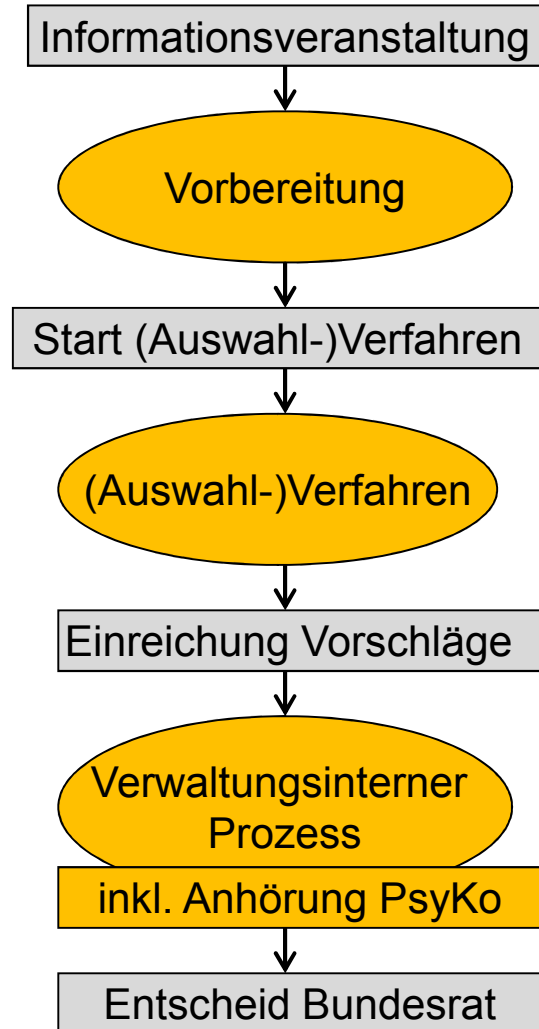 Informationsveranstaltung
Vorbereitung
Start (Auswahl-)Verfahren
(Auswahl-)Verfahren
Einreichung Vorschläge
Verwaltungsinterner
Prozess
inkl. Anhörung PsyKo
Entscheid Bundesrat